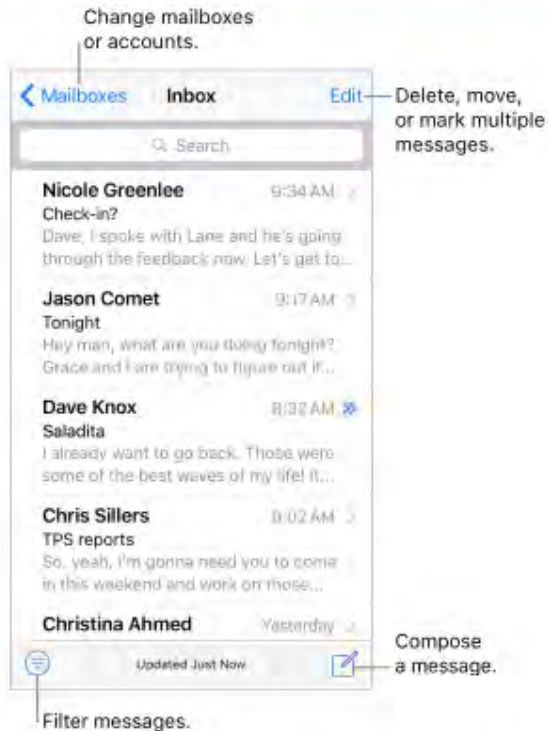 Change mailboxes
or accounts.
Mailboxes Inbox Edit
Delete, move,
or mark multiple
messages.
Search
Nicole Greenlee 9:34 AM
Check-in?
Dave, I spoke with Lane and he's going
through the feedback now. Let's get to...
Jason Comet 9:17 AM
Tonight
Hey man, what are you doing tonight?
Grace and I are trying to figure out if...
Dave Knox 8:32 AM
Saladita
I already want to go back. Those were
some of the best waves of my life! It...
Chris Sillers 8:02 AM
TPS reports
So, yeah, I'm gonna need you to come
in this weekend and work on those...
Christina Ahmed Yesterday
Updated Just Now
Compose
a message.
Filter messages.